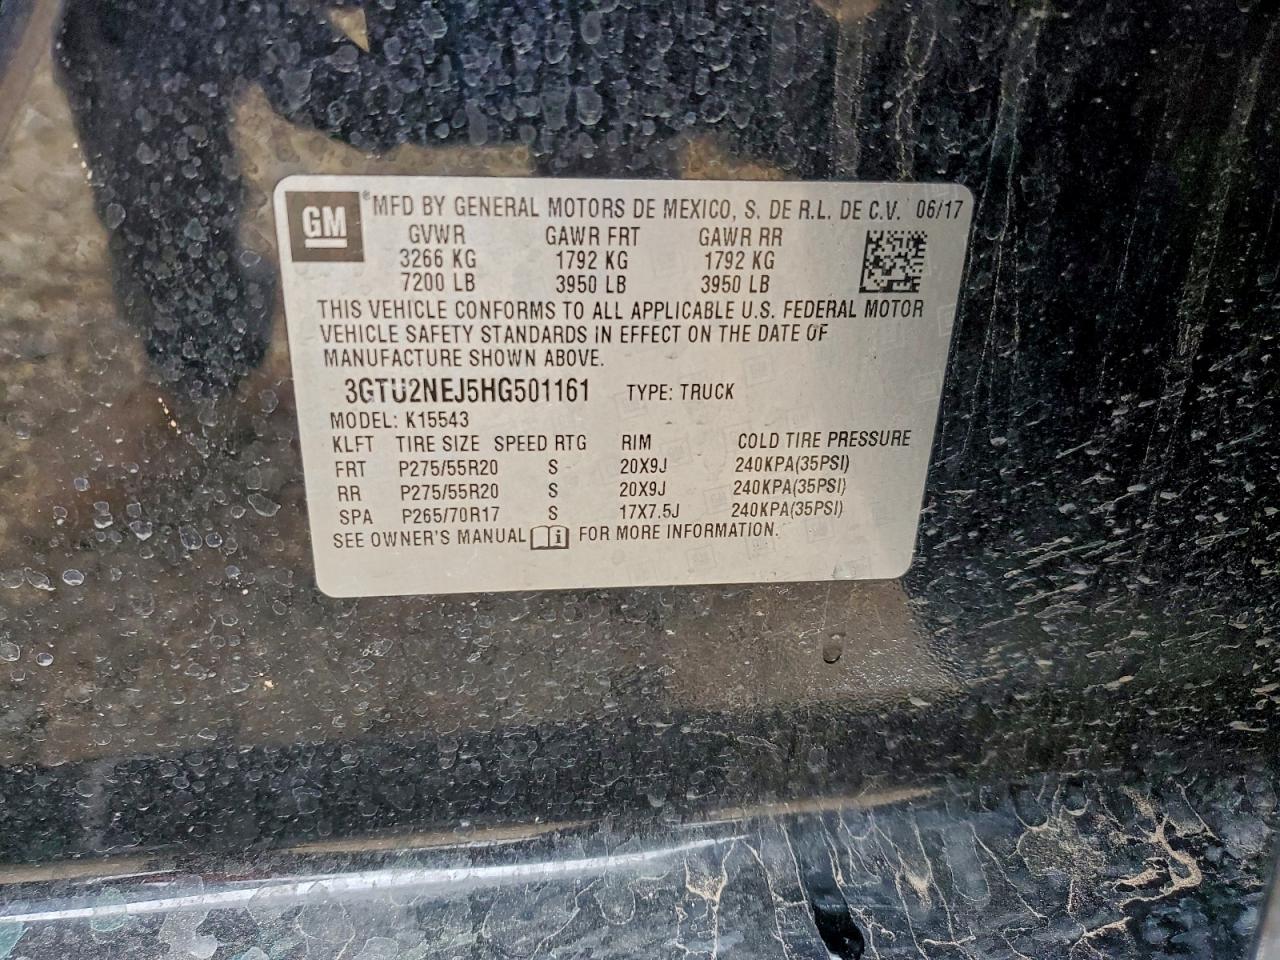 GM ® MFD BY GENERAL MOTORS DE MEXICO, S. DE R.L. DE C.V. 06/17
GVWR GAWR FRT GAWR RR
3266 KG 1792 KG 1792 KG
7200 LB 3950 LB 3950 LB
THIS VEHICLE CONFORMS TO ALL APPLICABLE U.S. FEDERAL MOTOR
VEHICLE SAFETY STANDARDS IN EFFECT ON THE DATE OF
MANUFACTURE SHOWN ABOVE.
3GTU2NEJ5HG501161 TYPE: TRUCK
MODEL: K15543
KLFT TIRE SIZE SPEED RTG RIM COLD TIRE PRESSURE
FRT P275/55R20 S 20X9J 240KPA(35PSI)
RR P275/55R20 S 20X9J 240KPA(35PSI)
SPA P265/70R17 S 17X7.5J 240KPA(35PSI)
SEE OWNER'S MANUAL i FOR MORE INFORMATION.